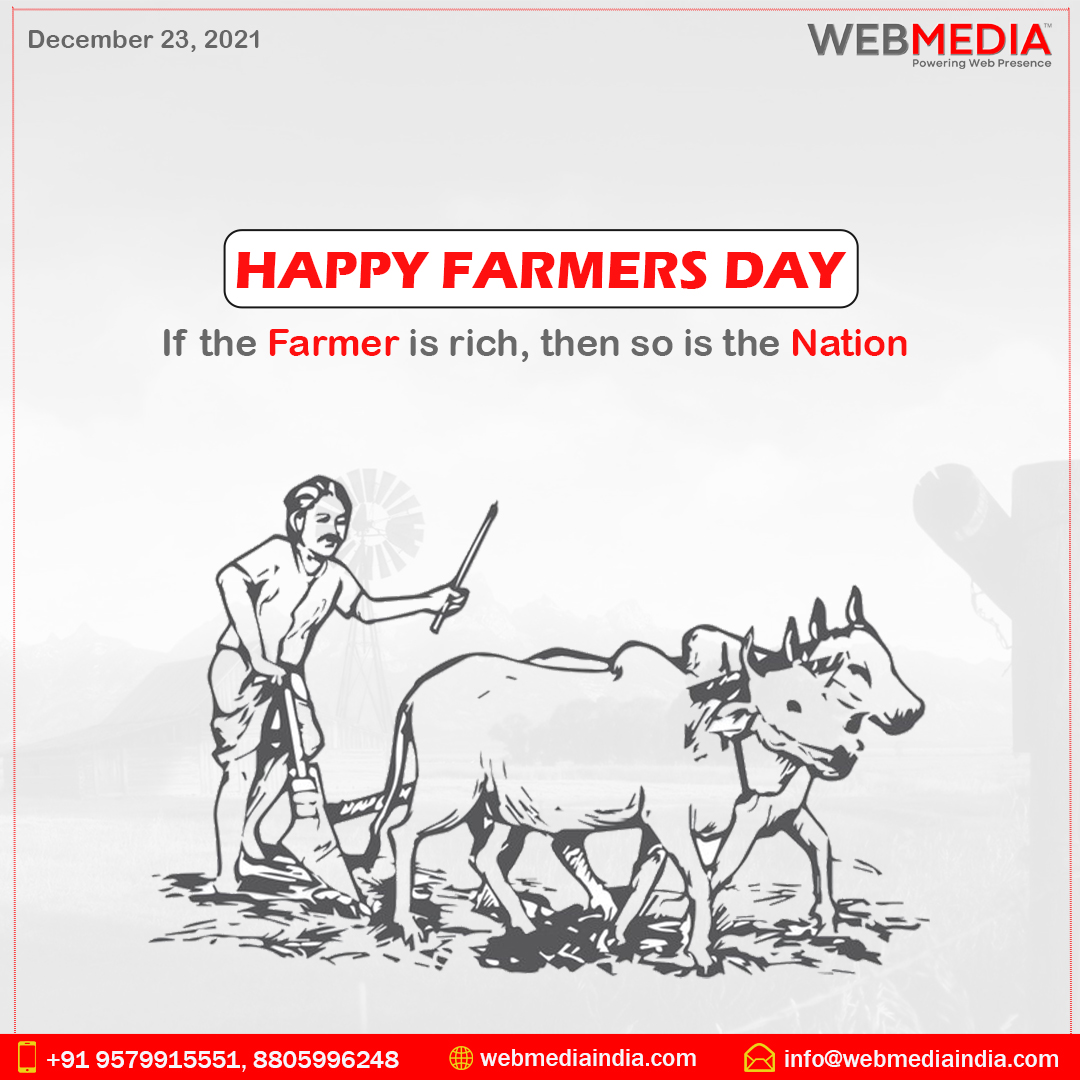 December 23, 2021
WEBMEDIA™
Powering Web Presence
HAPPY FARMERS DAY
If the Farmer is rich, then so is the Nation
+91 9579915551, 8805996248
webmediaindia.com
info@webmediaindia.com